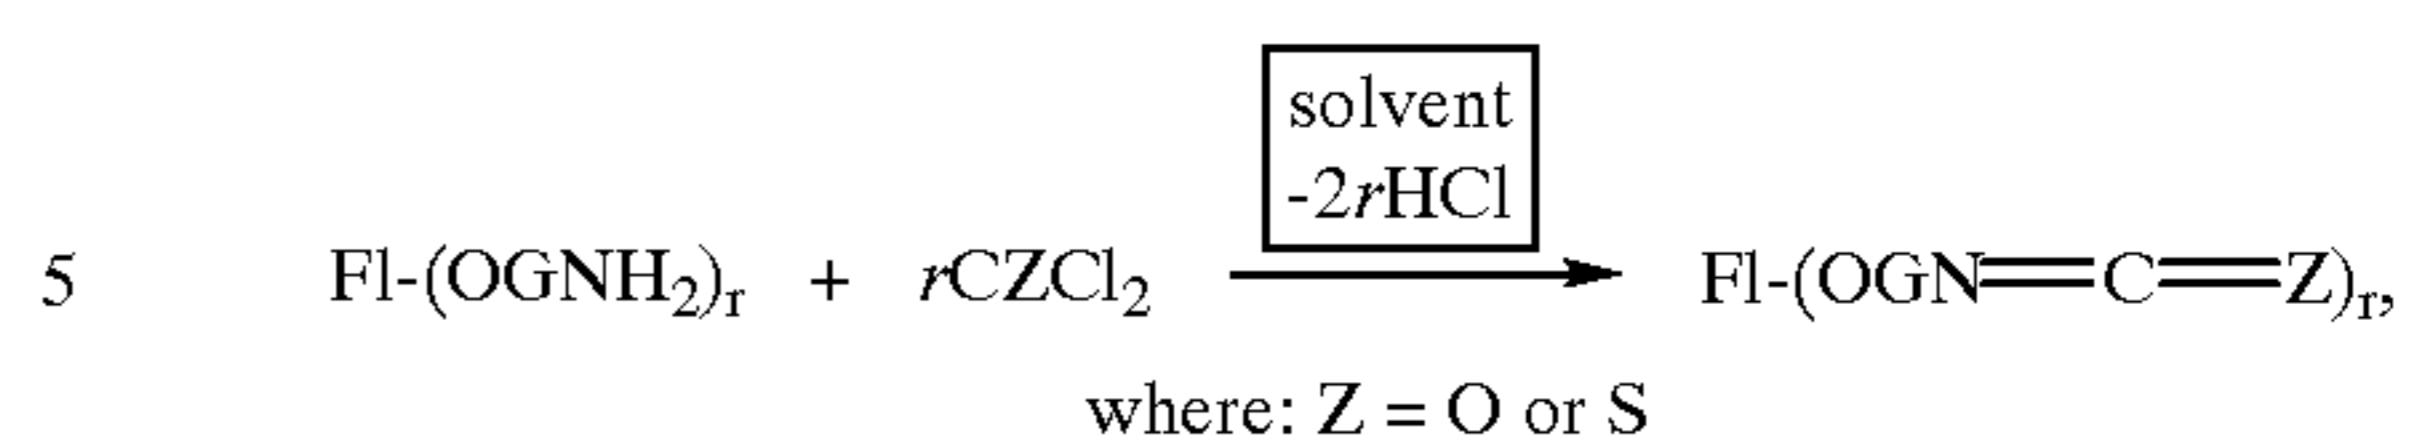 solvent
-2rHCl
5 Fl-(OGNH₂)ᵣ + rCZCl₂ → Fl-(OGN=C=Z)ᵣ,
where: Z = O or S